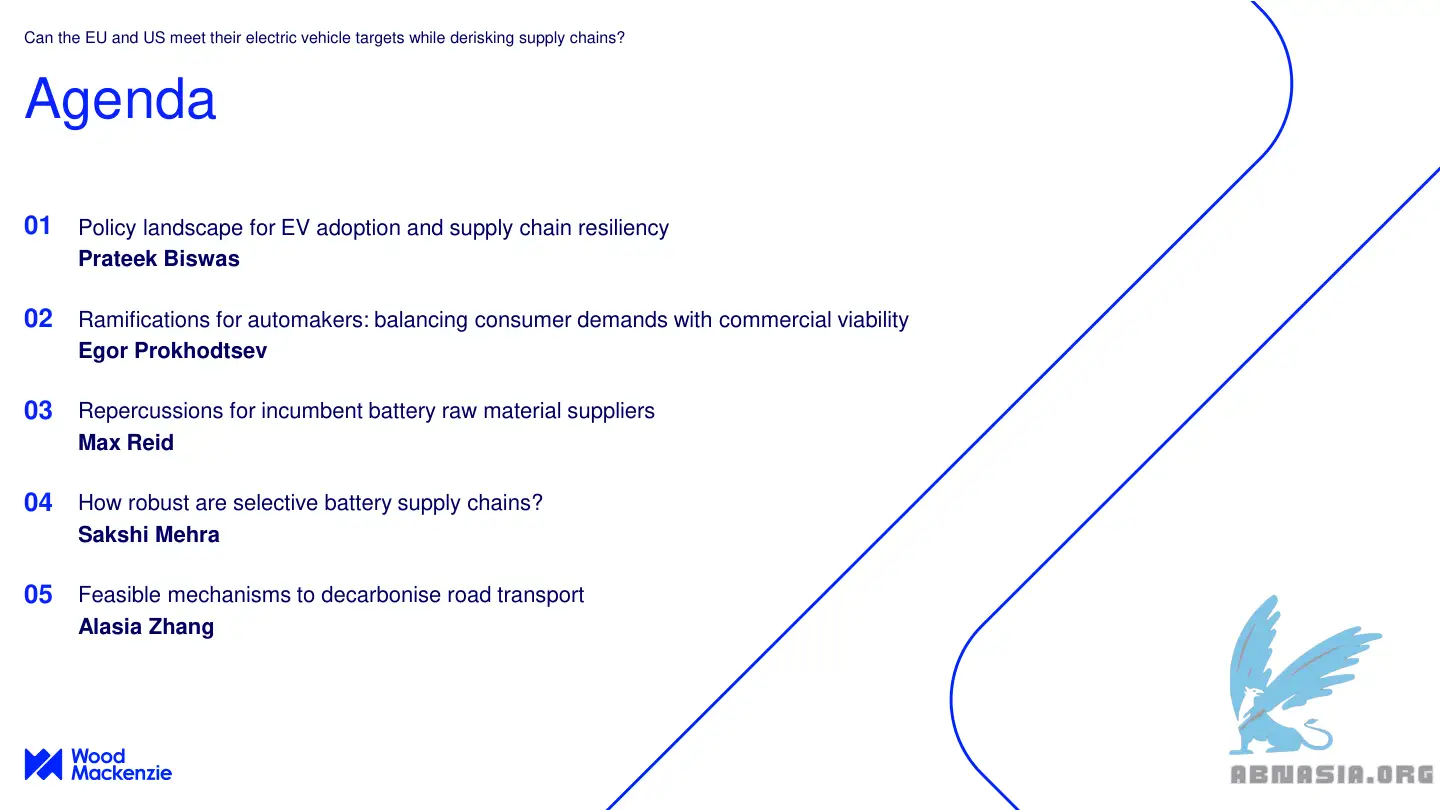 Can the EU and US meet their electric vehicle targets while derisking supply chains?
Agenda
01 Policy landscape for EV adoption and supply chain resiliency
Prateek Biswas
02 Ramifications for automakers: balancing consumer demands with commercial viability
Egor Prokhodtsev
03 Repercussions for incumbent battery raw material suppliers
Max Reid
04 How robust are selective battery supply chains?
Sakshi Mehra
05 Feasible mechanisms to decarbonise road transport
Alasia Zhang
Wood
Mackenzie
ABNASIA.ORG